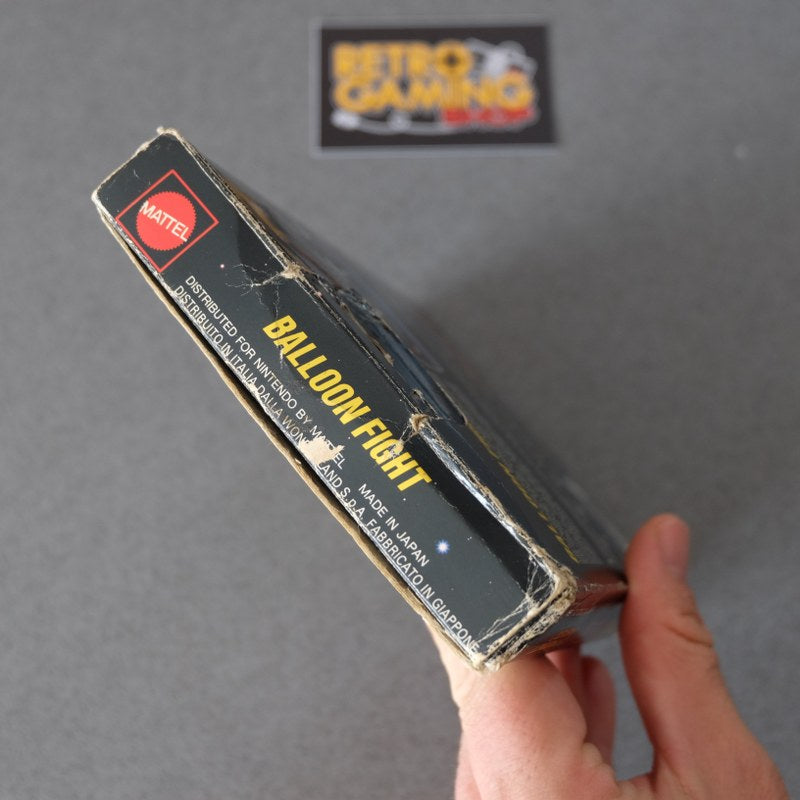 RETRO
GAMING
MATTEL
BALLOON FIGHT
DISTRIBUTED FOR NINTENDO BY MATTEL MADE IN JAPAN
DISTRIBUITO IN ITALIA DALLA LAND S.P.A. FABBRICATO IN GIAPPONE